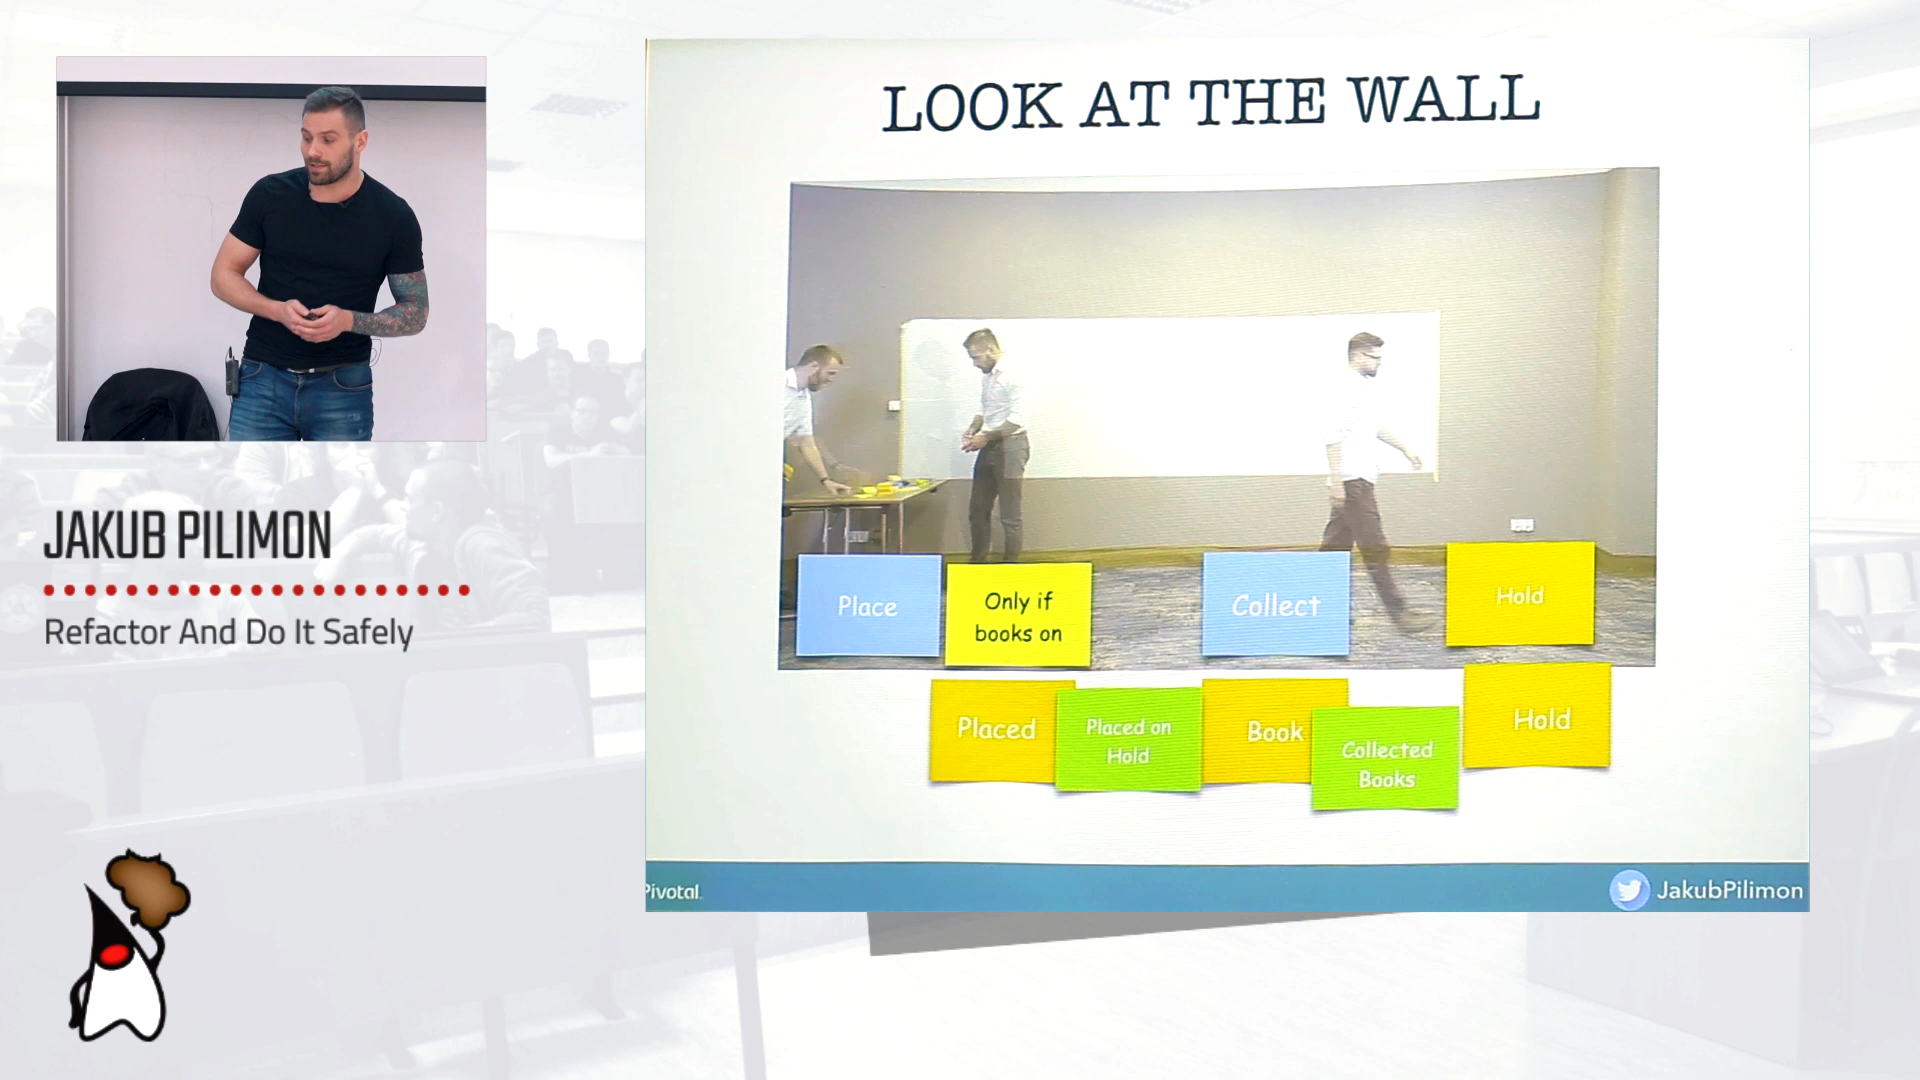 JAKUB PILIMON
Refactor And Do It Safely
LOOK AT THE WALL
Place
Only if
books on
Collect
Hold
Placed
Placed on
Hold
Book
Collected
Books
Hold
Pivotal.
JakubPilimon